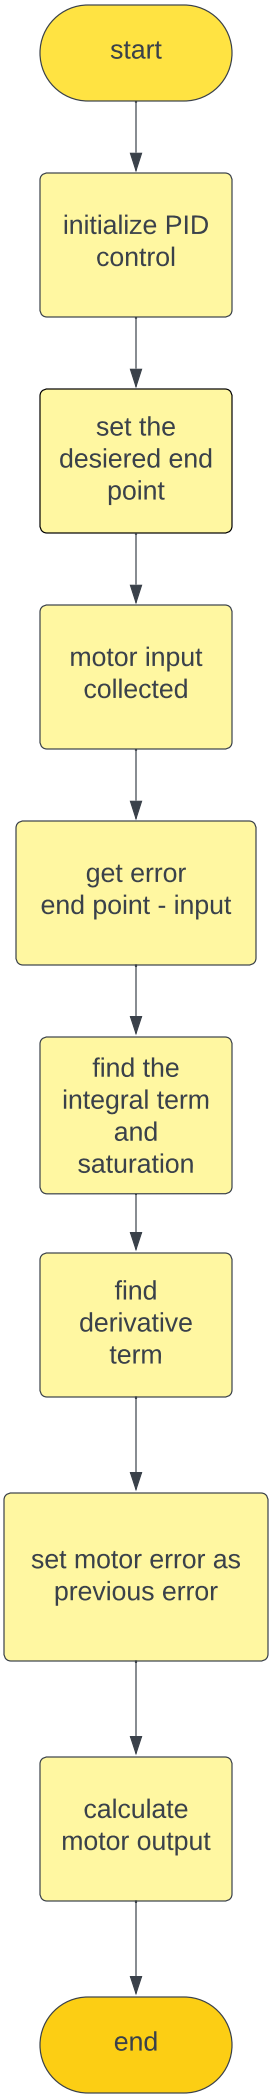 start
initialize PID
control
set the
desiered end
point
motor input
collected
get error
end point - input
find the
integral term
and
saturation
find
derivative
term
set motor error as
previous error
calculate
motor output
end